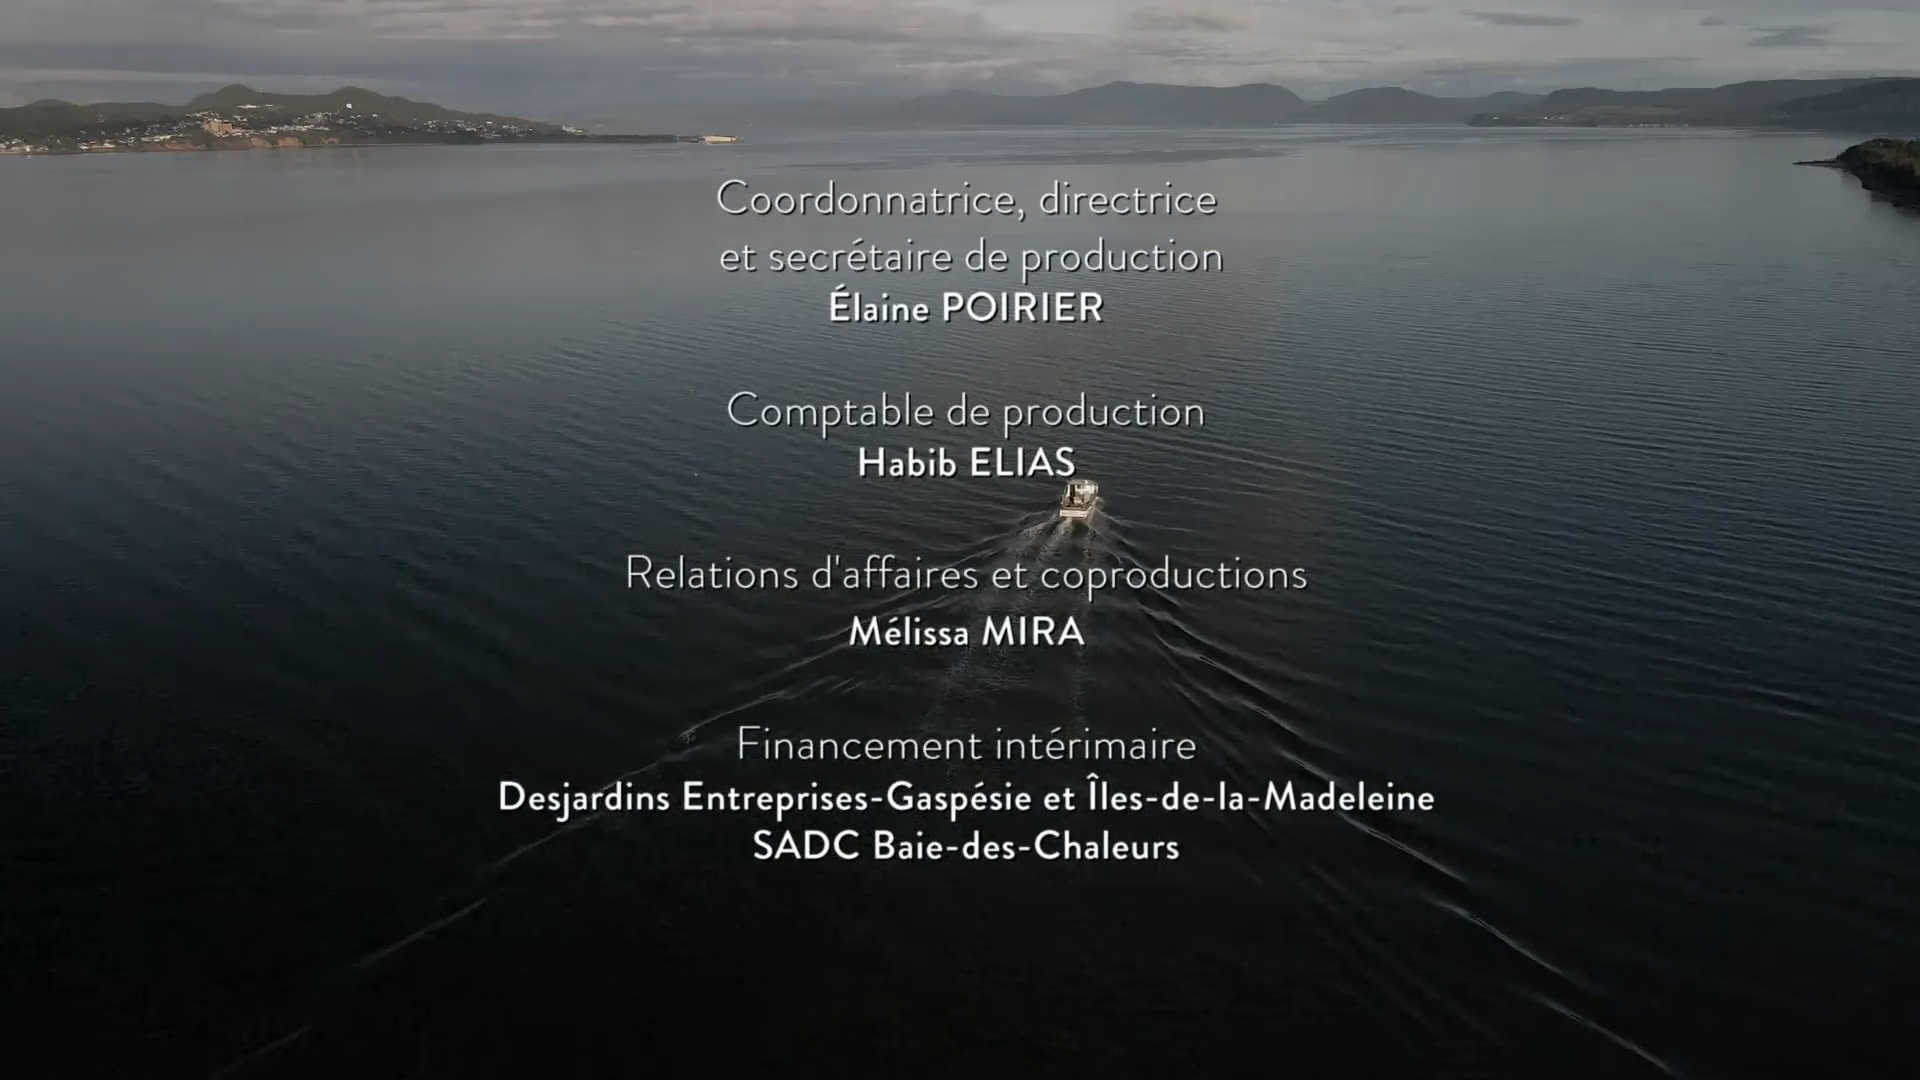 Coordonnatrice, directrice
et secrétaire de production
Élaine POIRIER
Comptable de production
Habib ELIAS
Relations d'affaires et coproductions
Mélissa MIRA
Financement intérimaire
Desjardins Entreprises-Gaspésie et Îles-de-la-Madeleine
SADC Baie-des-Chaleurs